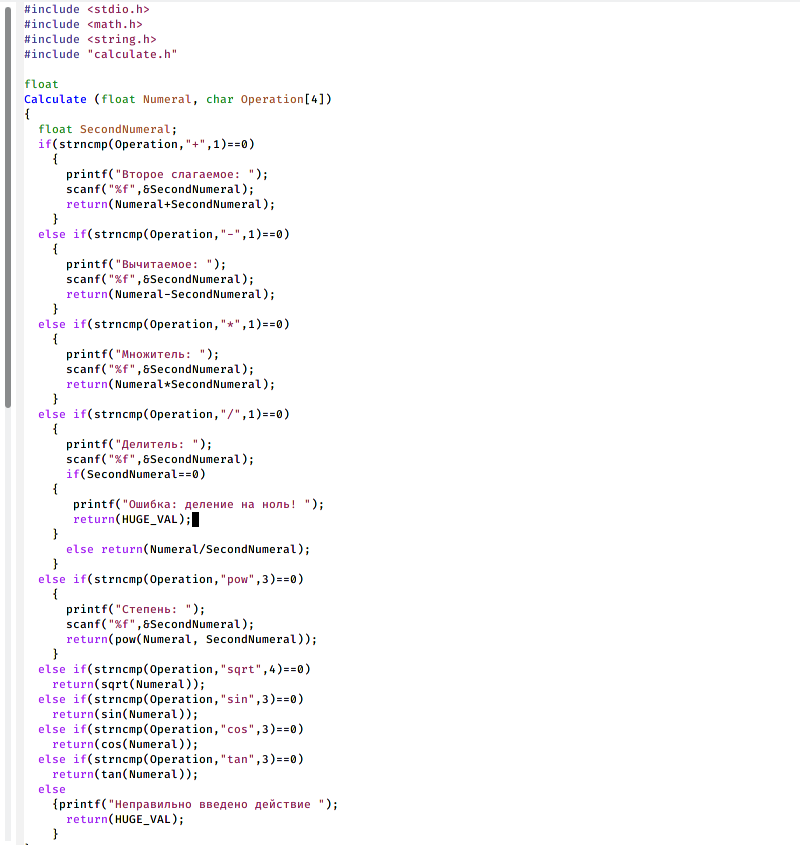 #include <stdio.h>
#include <math.h>
#include <string.h>
#include "calculate.h"

float
Calculate (float Numeral, char Operation[4])
{
  float SecondNumeral;
  if(strncmp(Operation,"+",1)==0)
    {
      printf("Второе слагаемое: ");
      scanf("%f",&SecondNumeral);
      return(Numeral+SecondNumeral);
    }
  else if(strncmp(Operation,"-",1)==0)
    {
      printf("Вычитаемое: ");
      scanf("%f",&SecondNumeral);
      return(Numeral-SecondNumeral);
    }
  else if(strncmp(Operation,"*",1)==0)
    {
      printf("Множитель: ");
      scanf("%f",&SecondNumeral);
      return(Numeral*SecondNumeral);
    }
  else if(strncmp(Operation,"/",1)==0)
    {
      printf("Делитель: ");
      scanf("%f",&SecondNumeral);
      if(SecondNumeral==0)
    {
       printf("Ошибка: деление на ноль! ");
       return(HUGE_VAL);
    }
      else return(Numeral/SecondNumeral);
    }
  else if(strncmp(Operation,"pow",3)==0)
    {
      printf("Степень: ");
      scanf("%f",&SecondNumeral);
      return(pow(Numeral, SecondNumeral));
    }
  else if(strncmp(Operation,"sqrt",4)==0)
    return(sqrt(Numeral));
  else if(strncmp(Operation,"sin",3)==0)
    return(sin(Numeral));
  else if(strncmp(Operation,"cos",3)==0)
    return(cos(Numeral));
  else if(strncmp(Operation,"tan",3)==0)
    return(tan(Numeral));
  else
    {printf("Неправильно введено действие ");
      return(HUGE_VAL);
    }